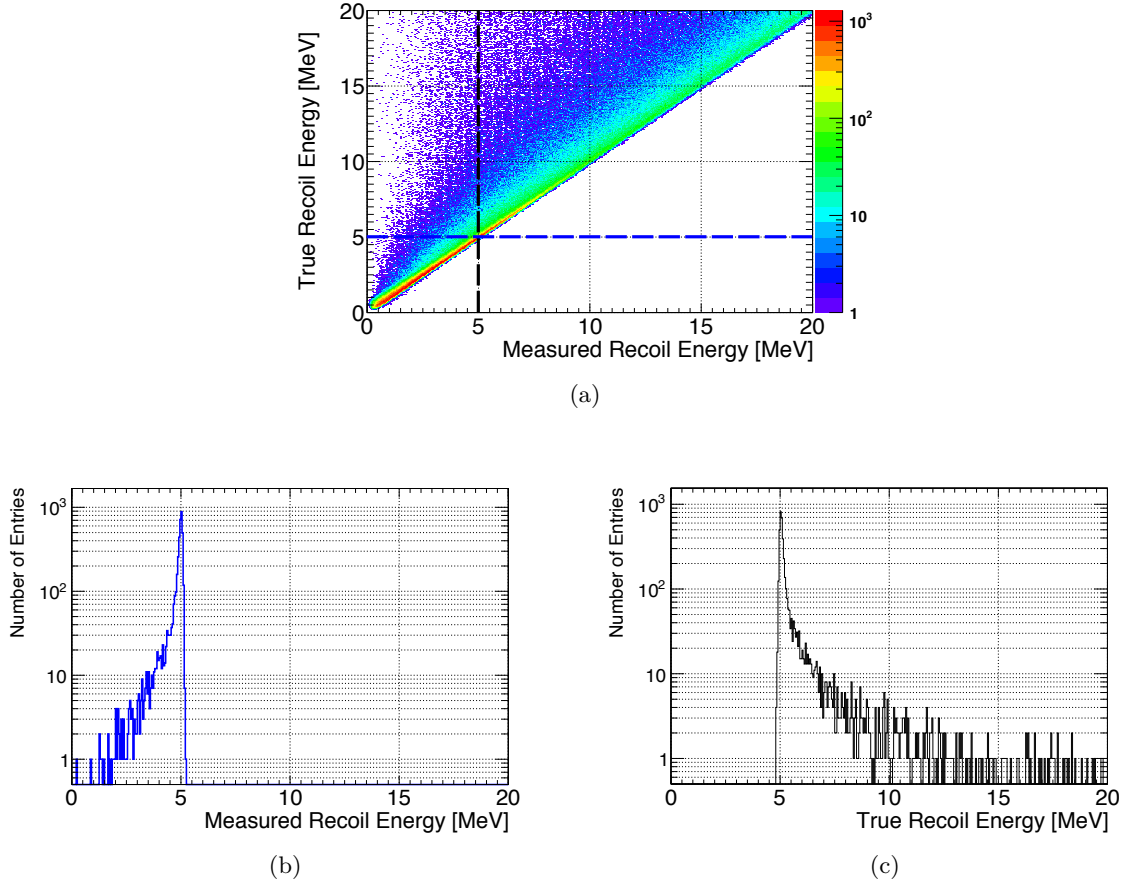 True Recoil Energy [MeV]
20
15
10
5
0
0 5 10 15 20
Measured Recoil Energy [MeV]
10³
10²
10
1
(a)
Number of Entries
10³
10²
10
1
0 5 10 15 20
Measured Recoil Energy [MeV]
(b)
Number of Entries
10³
10²
10
1
0 5 10 15 20
True Recoil Energy [MeV]
(c)